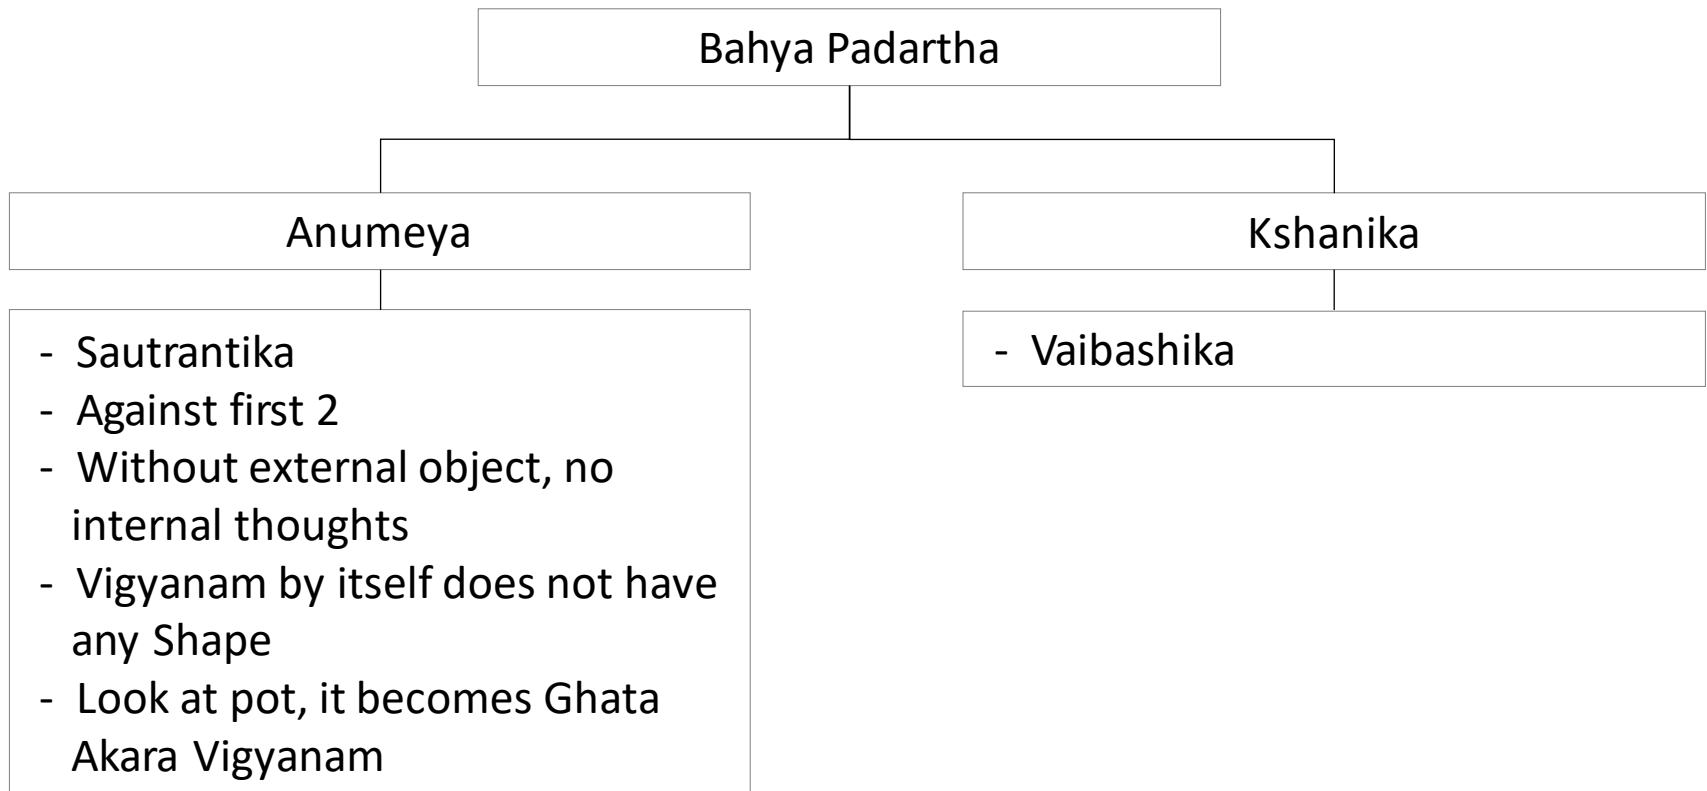 Bahya Padartha
Anumeya
Kshanika
- Sautrantika
- Against first 2
- Without external object, no
internal thoughts
- Vigyanam by itself does not have
any Shape
- Look at pot, it becomes Ghata
Akara Vigyanam
- Vaibashika